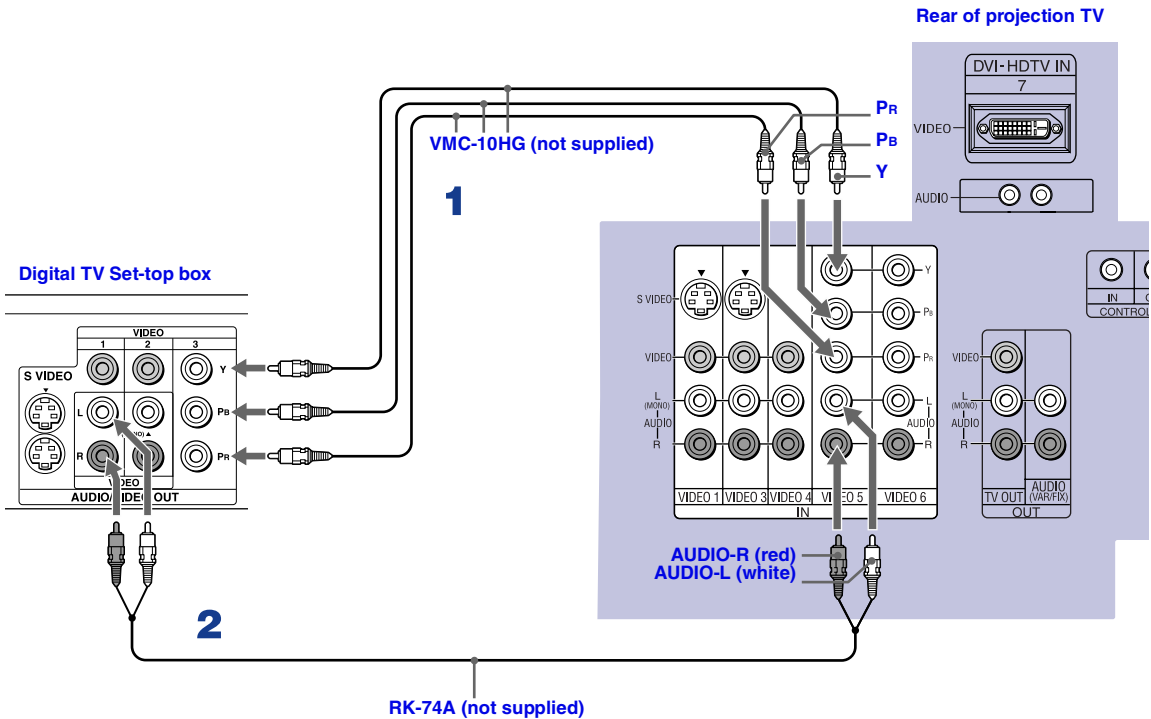 Rear of projection TV
DVI-HDTV IN
7
VIDEO
AUDIO
PR
PB
Y
VMC-10HG (not supplied)
1
Digital TV Set-top box
VIDEO
1 2 3
S VIDEO
Y
L
PB
R
PR
VIDEO
AUDIO/VIDEO OUT
S VIDEO
VIDEO
L
(MONO)
AUDIO
R
Y
PB
PR
L
AUDIO
R
VIDEO 1 VIDEO 3 VIDEO 4 VIDEO 5 VIDEO 6
IN
IN
CONTROL
VIDEO
L
(MONO)
AUDIO
R
TV OUT
AUDIO
(VAR/FIX)
OUT
AUDIO-R (red)
AUDIO-L (white)
2
RK-74A (not supplied)